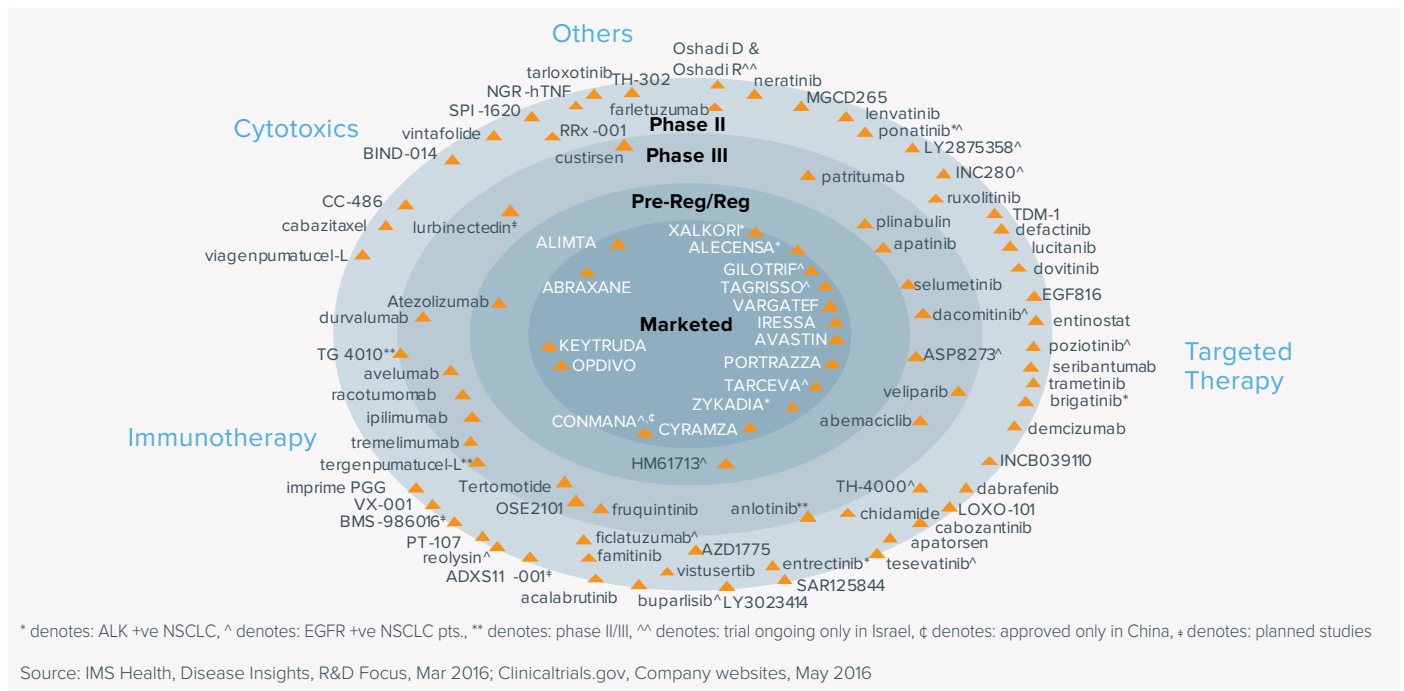 Others
Oshadi D &
Oshadi R^^
tarloxotinib
TH-302
neratinib
NGR-hTNF
MGCD265
SPI-1620
farletuzumab
lenvatinib
Cytotoxics
vintafolide
RRx-001
Phase II
ponatinib*^
BIND-014
custirsen
Phase III
LY2875358^
patritumab
INC280^
CC-486
Pre-Reg/Reg
ruxolitinib
cabazitaxel
lurbinectedin‡
plinabulin
TDM-1
XALKORI*
defactinib
ALIMTA
ALECENSA*
apatinib
lucitanib
viagenpumatucel-L
GILOTRIF^
dovitinib
ABRAXANE
TAGRISSO^
selumetinib
EGF816
Atezolizumab
VARGATEF
durvalumab
Marketed
IRESSA
dacomitinib^
entinostat
AVASTIN
KEYTRUDA
poziotinib^
TG 4010**
OPDIVO
PORTRAZZA
ASP8273^
seribantumab
Targeted
Therapy
avelumab
TARCEVA^
trametinib
racotumomab
ZYKADIA*
veliparib
brigatinib*
ipilimumab
CONMANA^,¢
CYRAMZA
abemaciclib
demcizumab
Immunotherapy
tremelimumab
tergenpumatucel-L**
HM61713^
INCB039110
imprime PGG
Tertomotide
TH-4000^
dabrafenib
VX-001
OSE2101
fruquintinib
anlotinib**
chidamide
LOXO-101
BMS-986016‡
cabozantinib
PT-107
ficlatuzumab^
apatorsen
reolysin^
famitinib
AZD1775
entrectinib*
tesevatinib^
ADXS11 -001‡
vistusertib
SAR125844
acalabrutinib
buparlisib^
LY3023414
* denotes: ALK +ve NSCLC, ^ denotes: EGFR +ve NSCLC pts., ** denotes: phase II/III, ^^ denotes: trial ongoing only in Israel, ¢ denotes: approved only in China, ‡ denotes: planned studies
Source: IMS Health, Disease Insights, R&D Focus, Mar 2016; Clinicaltrials.gov, Company websites, May 2016